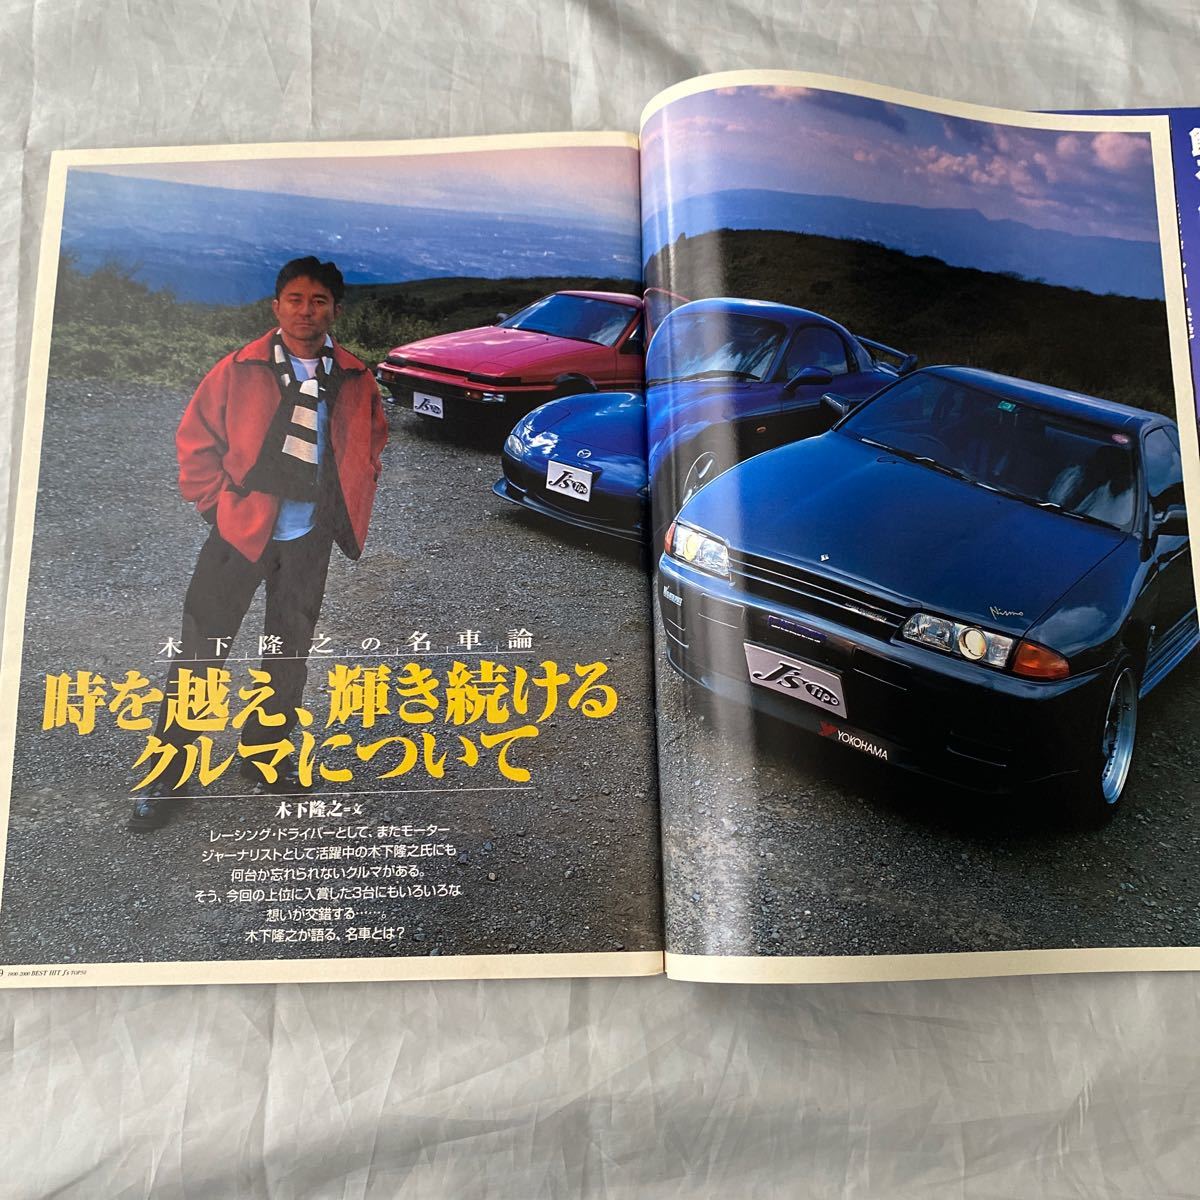 木下隆之の名車論
時を越え、輝き続ける
クルマについて
木下隆之=文
レーシング・ドライバーとして、またモーター
ジャーナリストとして活躍中の木下隆之氏にも
何台か忘れられないクルマがある。
そう、今回の上位に入賞した3台にもいろいろな
想いが交錯する……。
木下隆之が語る、名車とは?
9 1990-2000 BEST HIT J's TOP50
J's Tipo
J's Tipo
J's Tipo
YOKOHAMA
Nismo